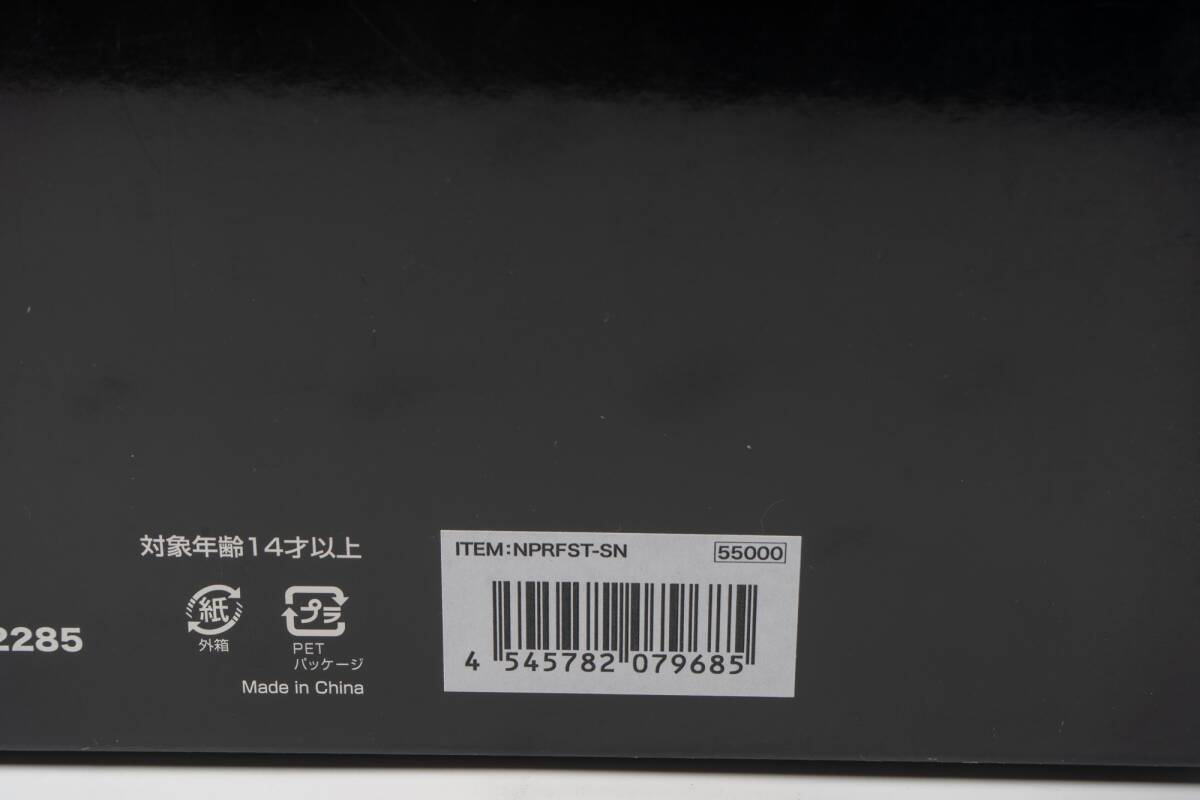 対象年齢14才以上
紙
外箱
プラ
PET
パッケージ
Made in China
2285
ITEM:NPRFST-SN
55000
4 545782 079685